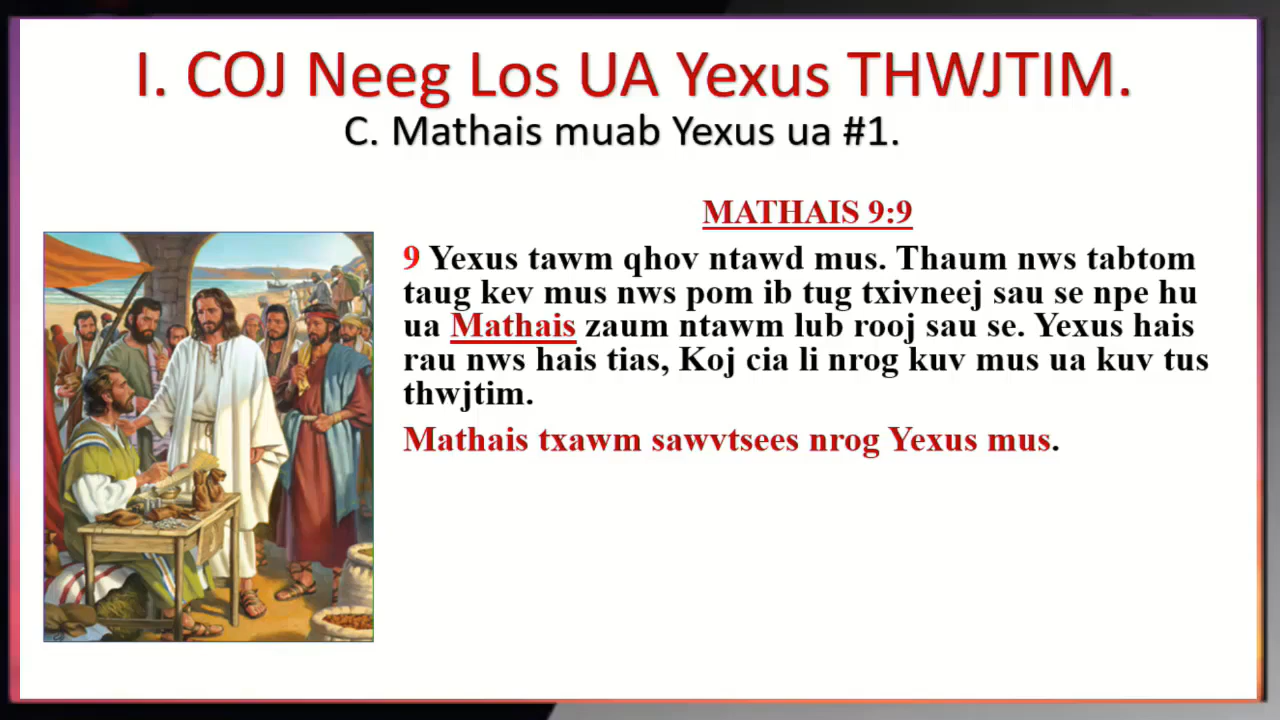 I. COJ Neeg Los UA Yexus THWJTIM.
C. Mathais muab Yexus ua #1.
MATHAIS 9:9
9 Yexus tawm qhov ntawd mus. Thaum nws tabtom
taug kev mus nws pom ib tug txivneej sau se npe hu
ua Mathais zaum ntawm lub rooj sau se. Yexus hais
rau nws hais tias, Koj cia li nrog kuv mus ua kuv tus
thwjtim.
Mathais txawm sawvtsees nrog Yexus mus.